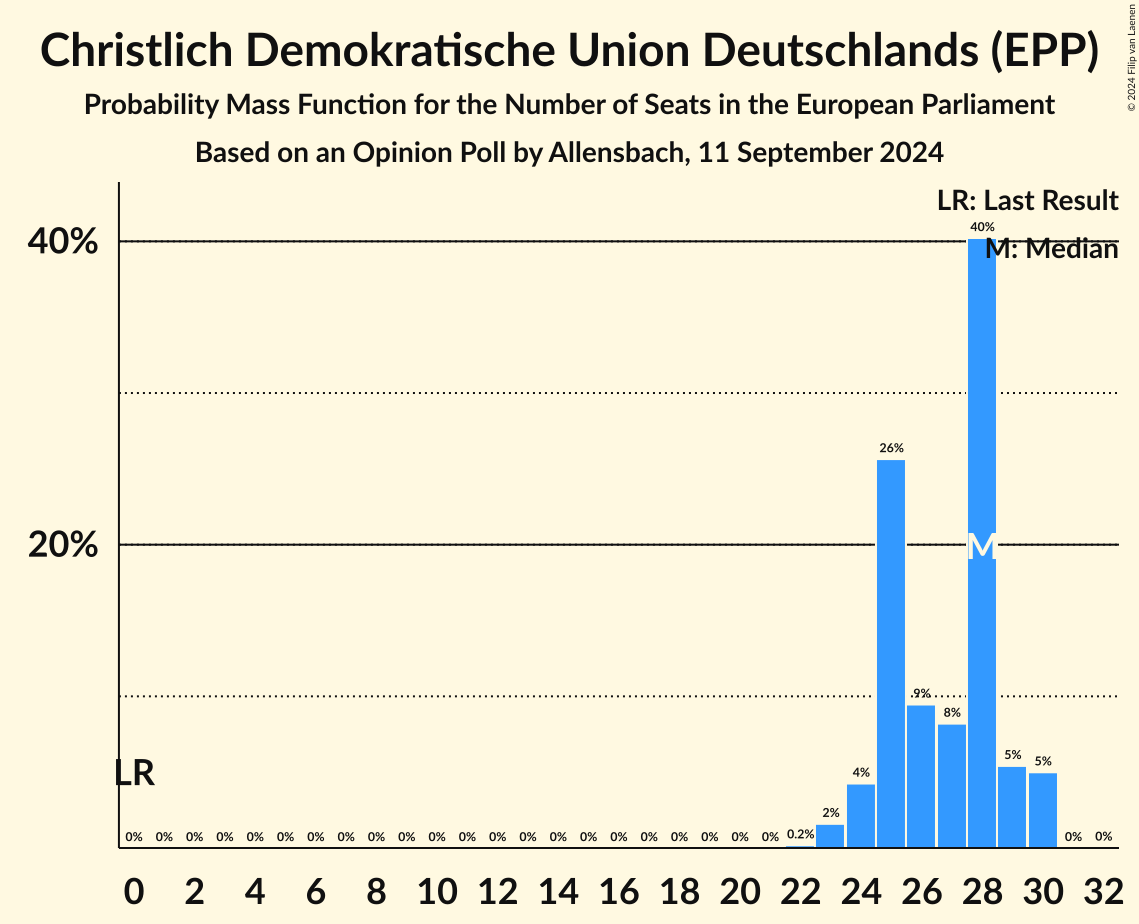 Christlich Demokratische Union Deutschlands (EPP)
Probability Mass Function for the Number of Seats in the European Parliament
Based on an Opinion Poll by Allensbach, 11 September 2024
© 2024 Filip van Laenen
LR: Last Result
M: Median
40%
40%
26%
20%
M
9%
8%
5%
5%
4%
LR
2%
0% 0% 0% 0% 0% 0% 0% 0% 0% 0% 0% 0% 0% 0% 0% 0% 0% 0% 0% 0% 0% 0% 0.2% 0% 0%
0 2 4 6 8 10 12 14 16 18 20 22 24 26 28 30 32